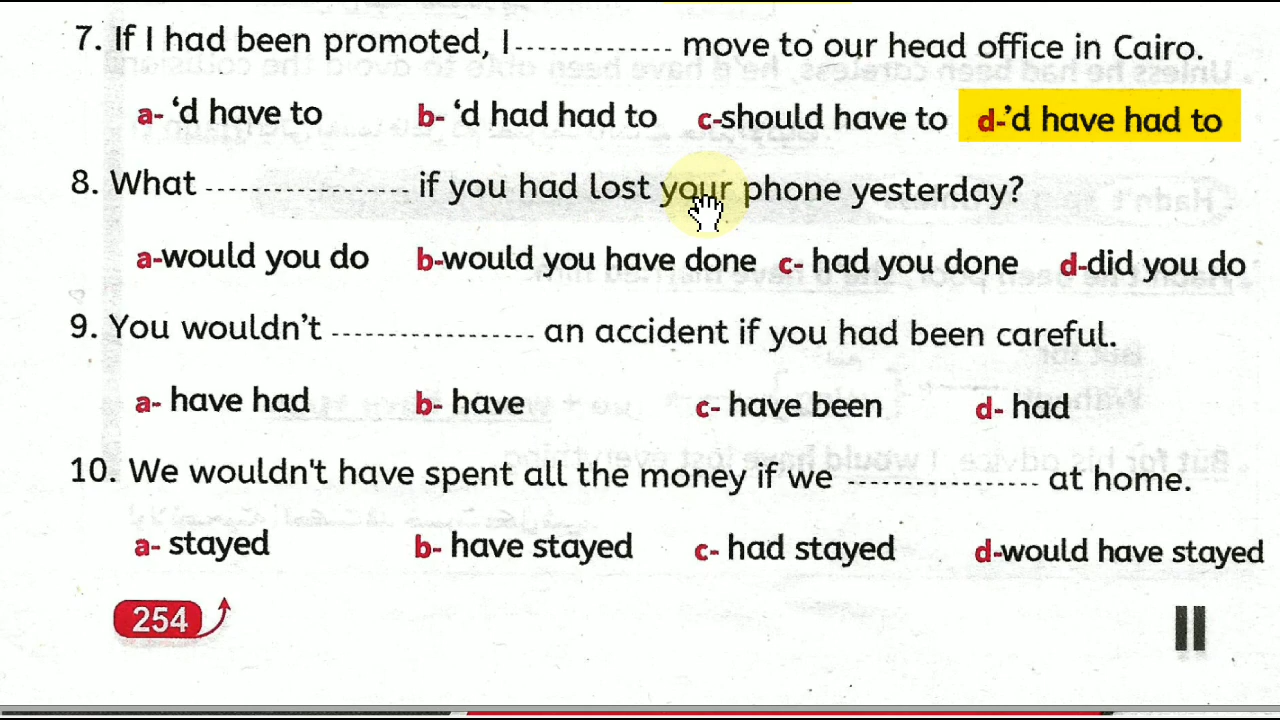 7. If I had been promoted, I -------------- move to our head office in Cairo.
a- ‘d have to b- ‘d had had to c-should have to d-’d have had to
8. What ------------------ if you had lost your phone yesterday?
a-would you do b-would you have done c- had you done d-did you do
9. You wouldn’t ------------------ an accident if you had been careful.
a- have had b- have c- have been d- had
10. We wouldn't have spent all the money if we ----------------- at home.
a- stayed b- have stayed c- had stayed d-would have stayed
254